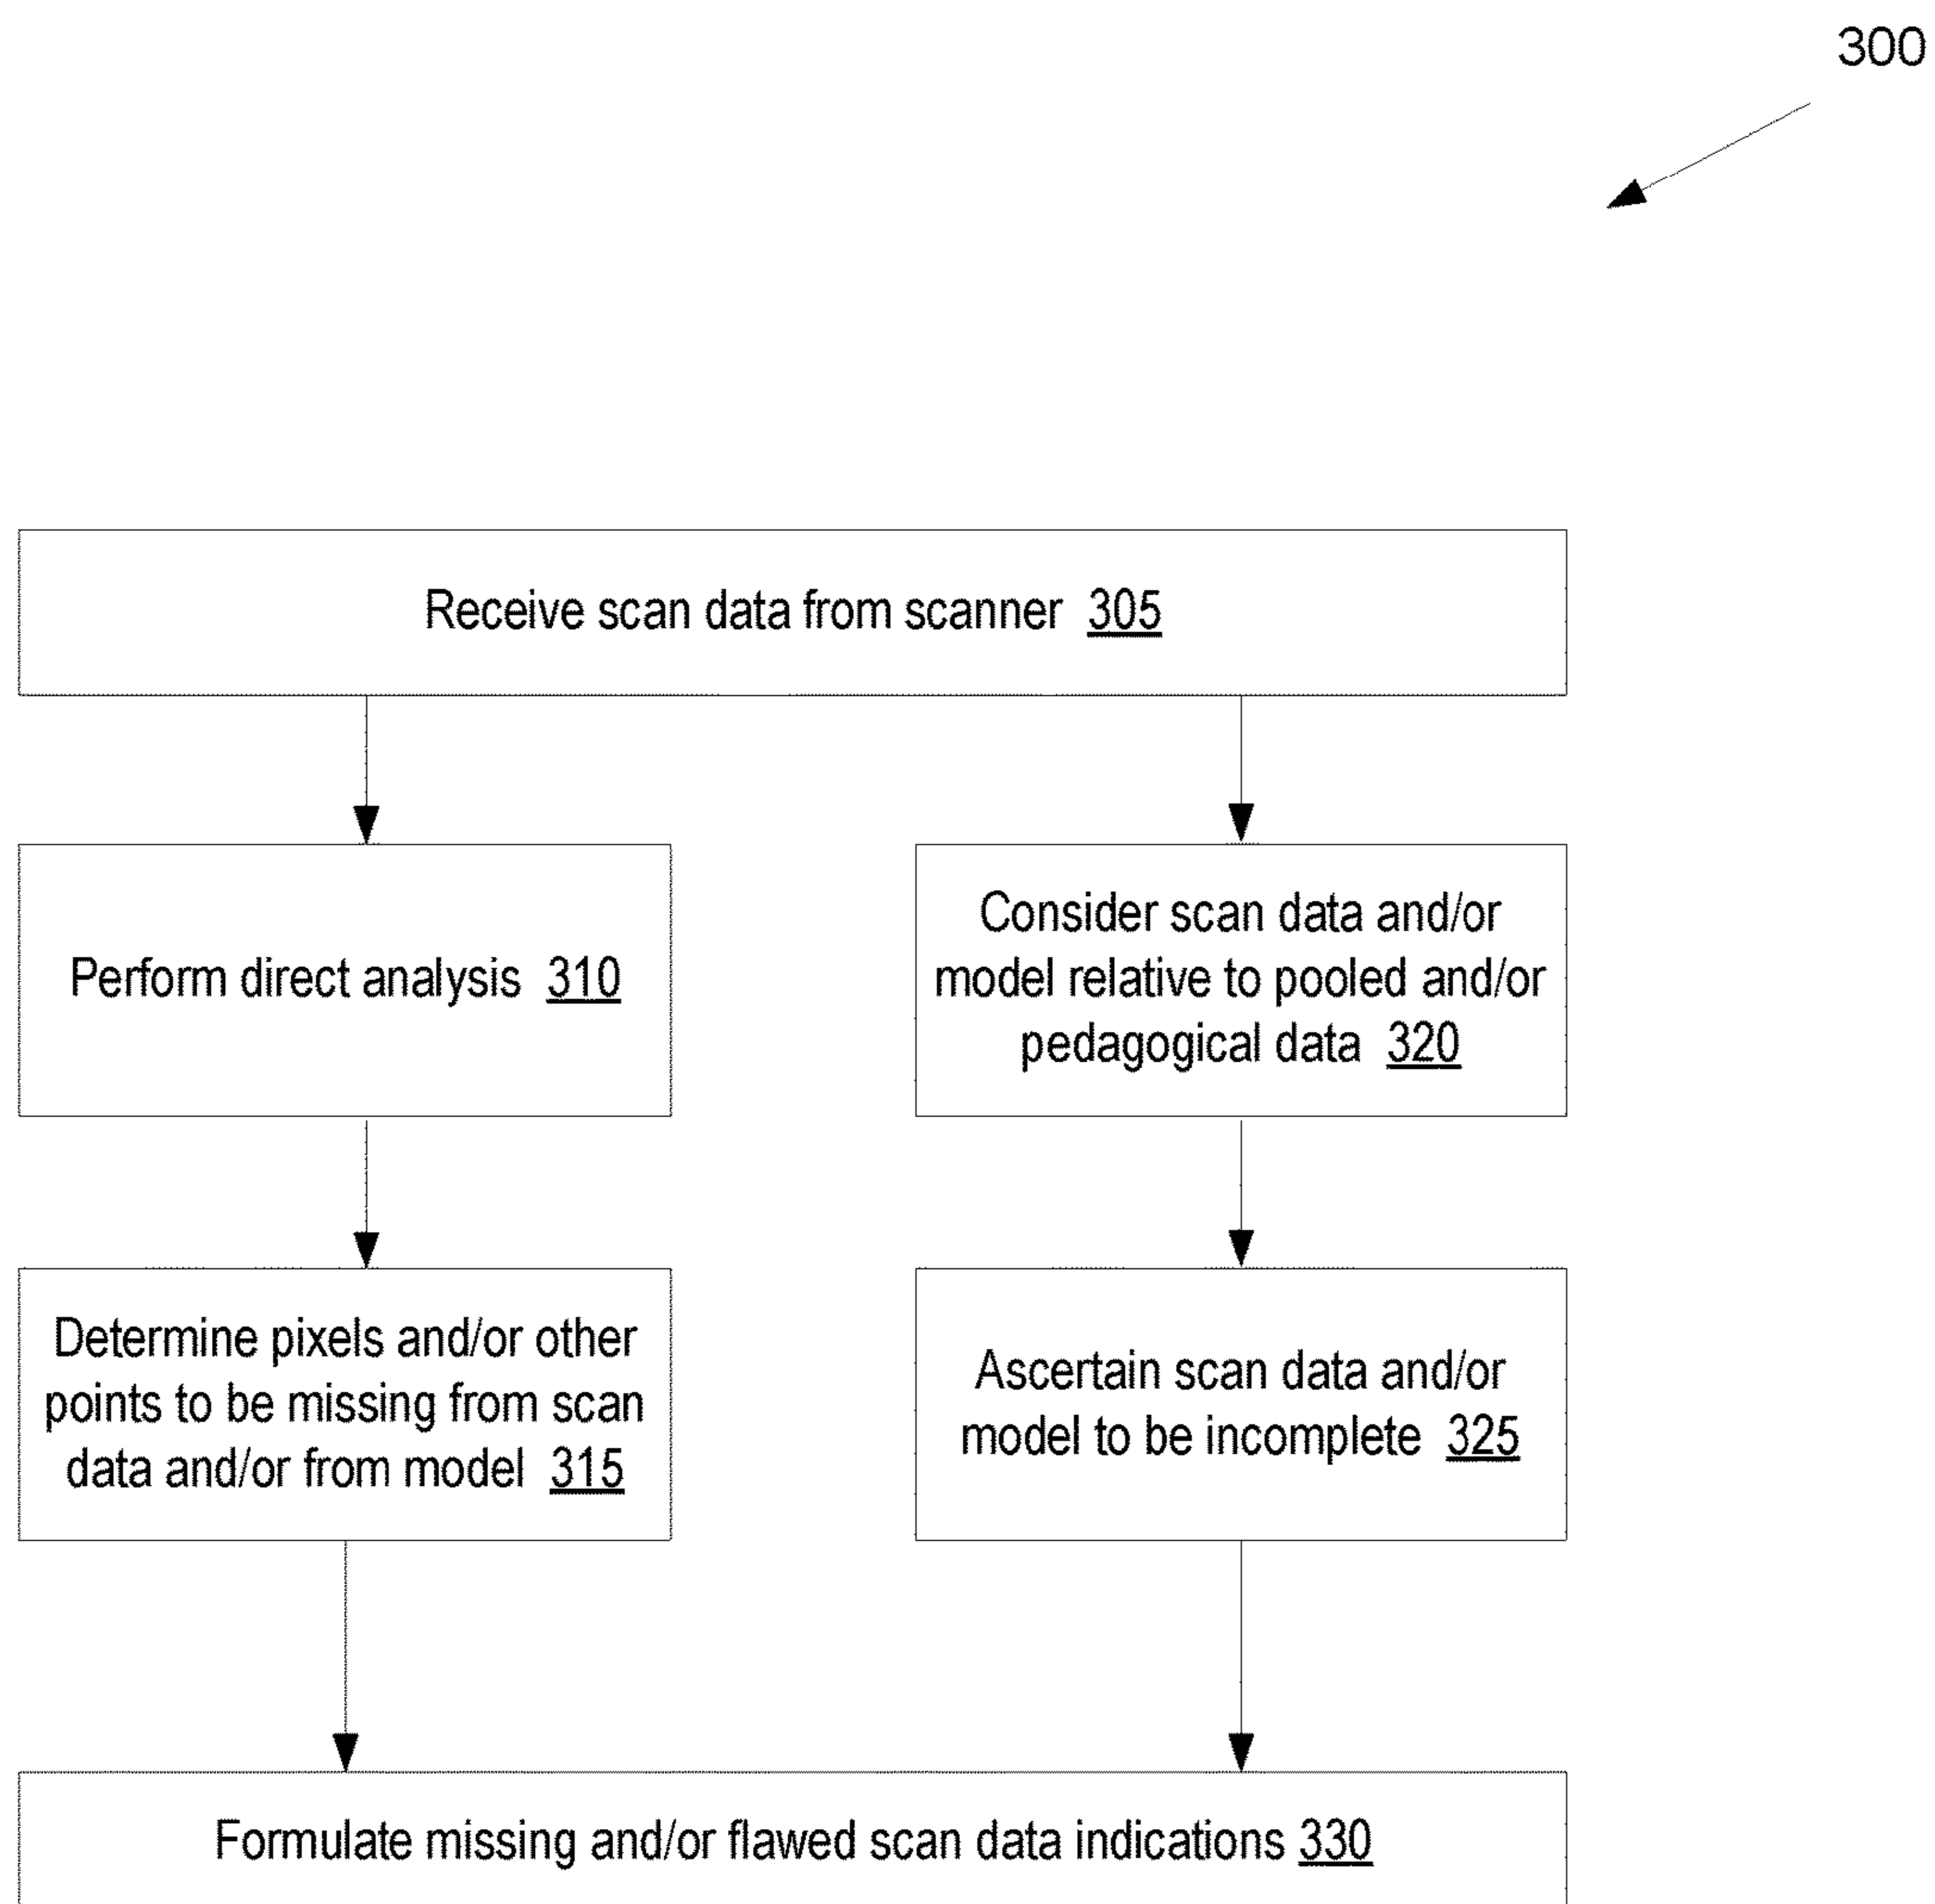 300
Receive scan data from scanner 305
Perform direct analysis 310
Consider scan data and/or
model relative to pooled and/or
pedagogical data 320
Determine pixels and/or other
points to be missing from scan
data and/or from model 315
Ascertain scan data and/or
model to be incomplete 325
Formulate missing and/or flawed scan data indications 330